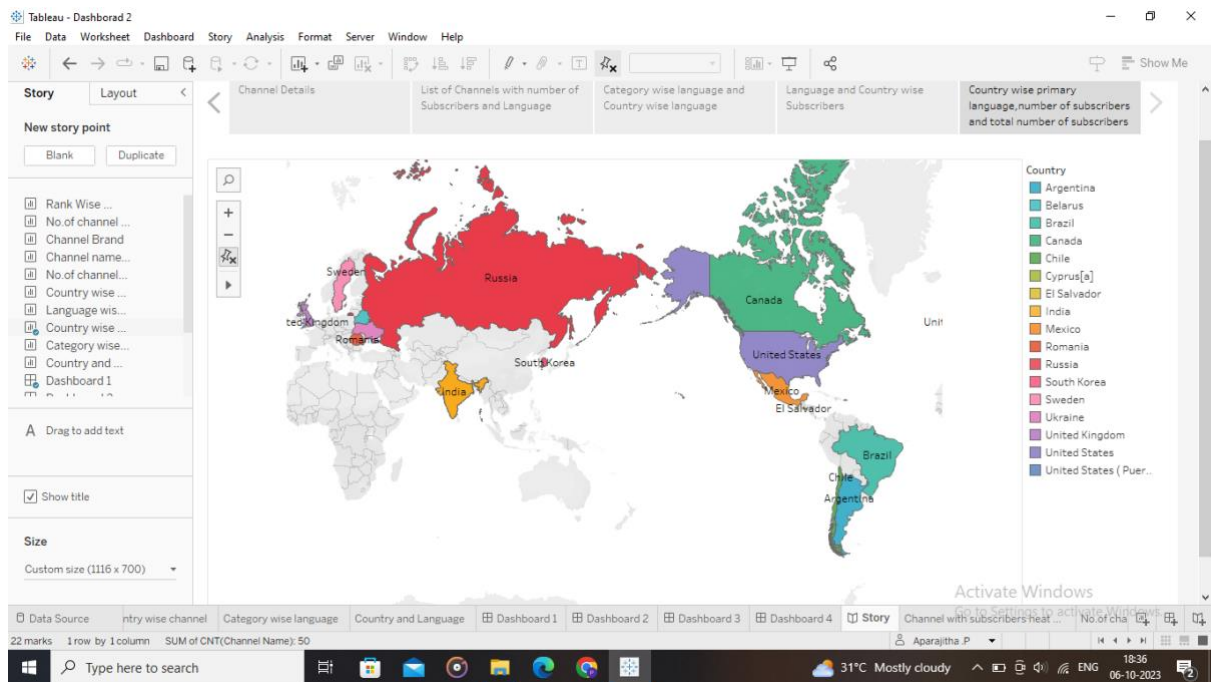 Tableau - Dashborad 2
File Data Worksheet Dashboard Story Analysis Format Server Window Help
Show Me
Story Layout
New story point
Blank Duplicate
Rank Wise ...
No.of channel ...
Channel Brand
Channel name...
No.of channel...
Country wise ...
Language wis...
Country wise ...
Category wise...
Country and ...
Dashboard 1
A Drag to add text
Show title
Size
Custom size (1116 x 700)
Channel Details
List of Channels with number of
Subscribers and Language
Category wise language and
Country wise language
Language and Country wise
Subscribers
Country wise primary
language,number of subscribers
and total number of subscribers
Sweden
Russia
ted Kingdom
Romania
South Korea
India
Canada
Unit
United States
Mexico
El Salvador
Brazil
Chile
Argentina
Country
Argentina
Belarus
Brazil
Canada
Chile
Cyprus[a]
El Salvador
India
Mexico
Romania
Russia
South Korea
Sweden
Ukraine
United Kingdom
United States
United States ( Puer..
Activate Windows
Go to Settings to activate Windows.
Data Source ntry wise channel Category wise language Country and Language Dashboard 1 Dashboard 2 Dashboard 3 Dashboard 4 Story Channel with subscribers heat ... No.of cha
22 marks 1 row by 1 column SUM of CNT(Channel Name): 50 Aparajitha .P
Type here to search 31°C Mostly cloudy ENG 18:36
06-10-2023
2